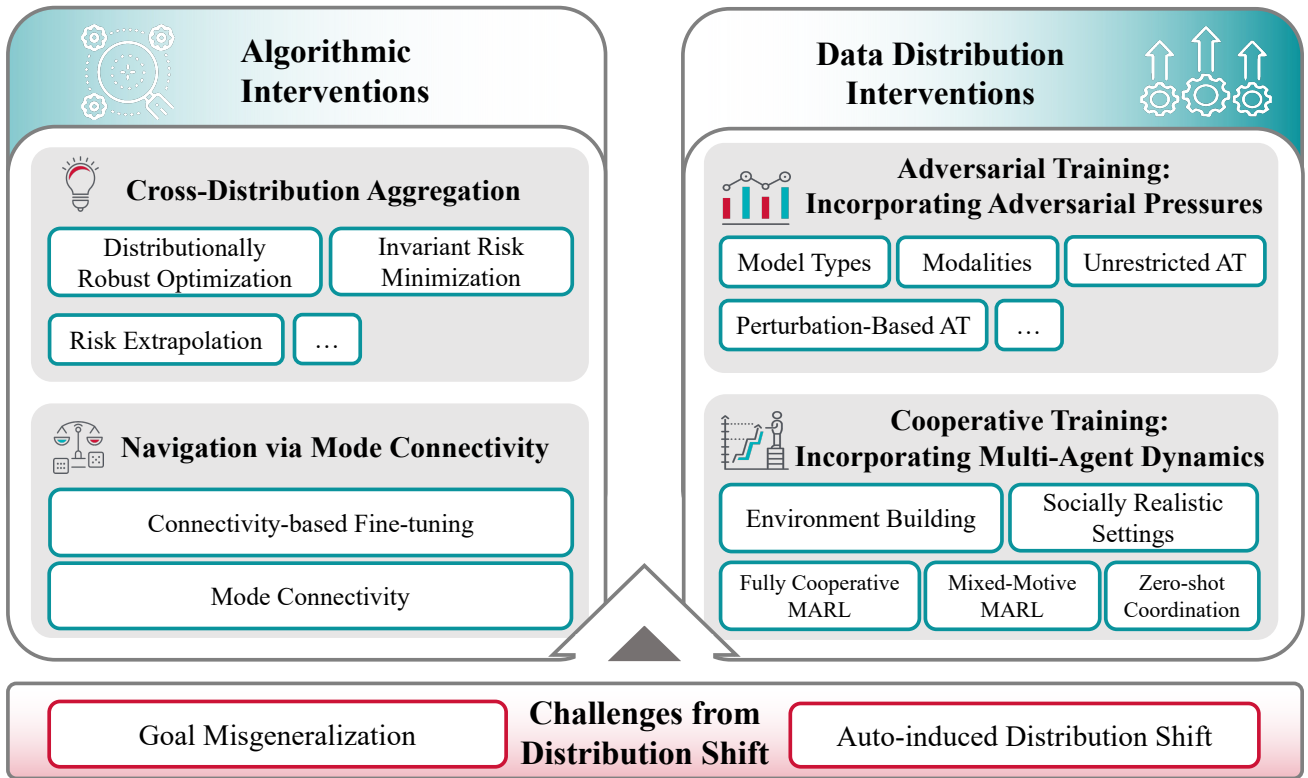 Algorithmic
Interventions
Cross-Distribution Aggregation
Distributionally
Robust Optimization
Invariant Risk
Minimization
Risk Extrapolation
…
Navigation via Mode Connectivity
Connectivity-based Fine-tuning
Mode Connectivity
Data Distribution
Interventions
Adversarial Training:
Incorporating Adversarial Pressures
Model Types
Modalities
Unrestricted AT
Perturbation-Based AT
…
Cooperative Training:
Incorporating Multi-Agent Dynamics
Environment Building
Socially Realistic
Settings
Fully Cooperative
MARL
Mixed-Motive
MARL
Zero-shot
Coordination
Goal Misgeneralization
Challenges from
Distribution Shift
Auto-induced Distribution Shift